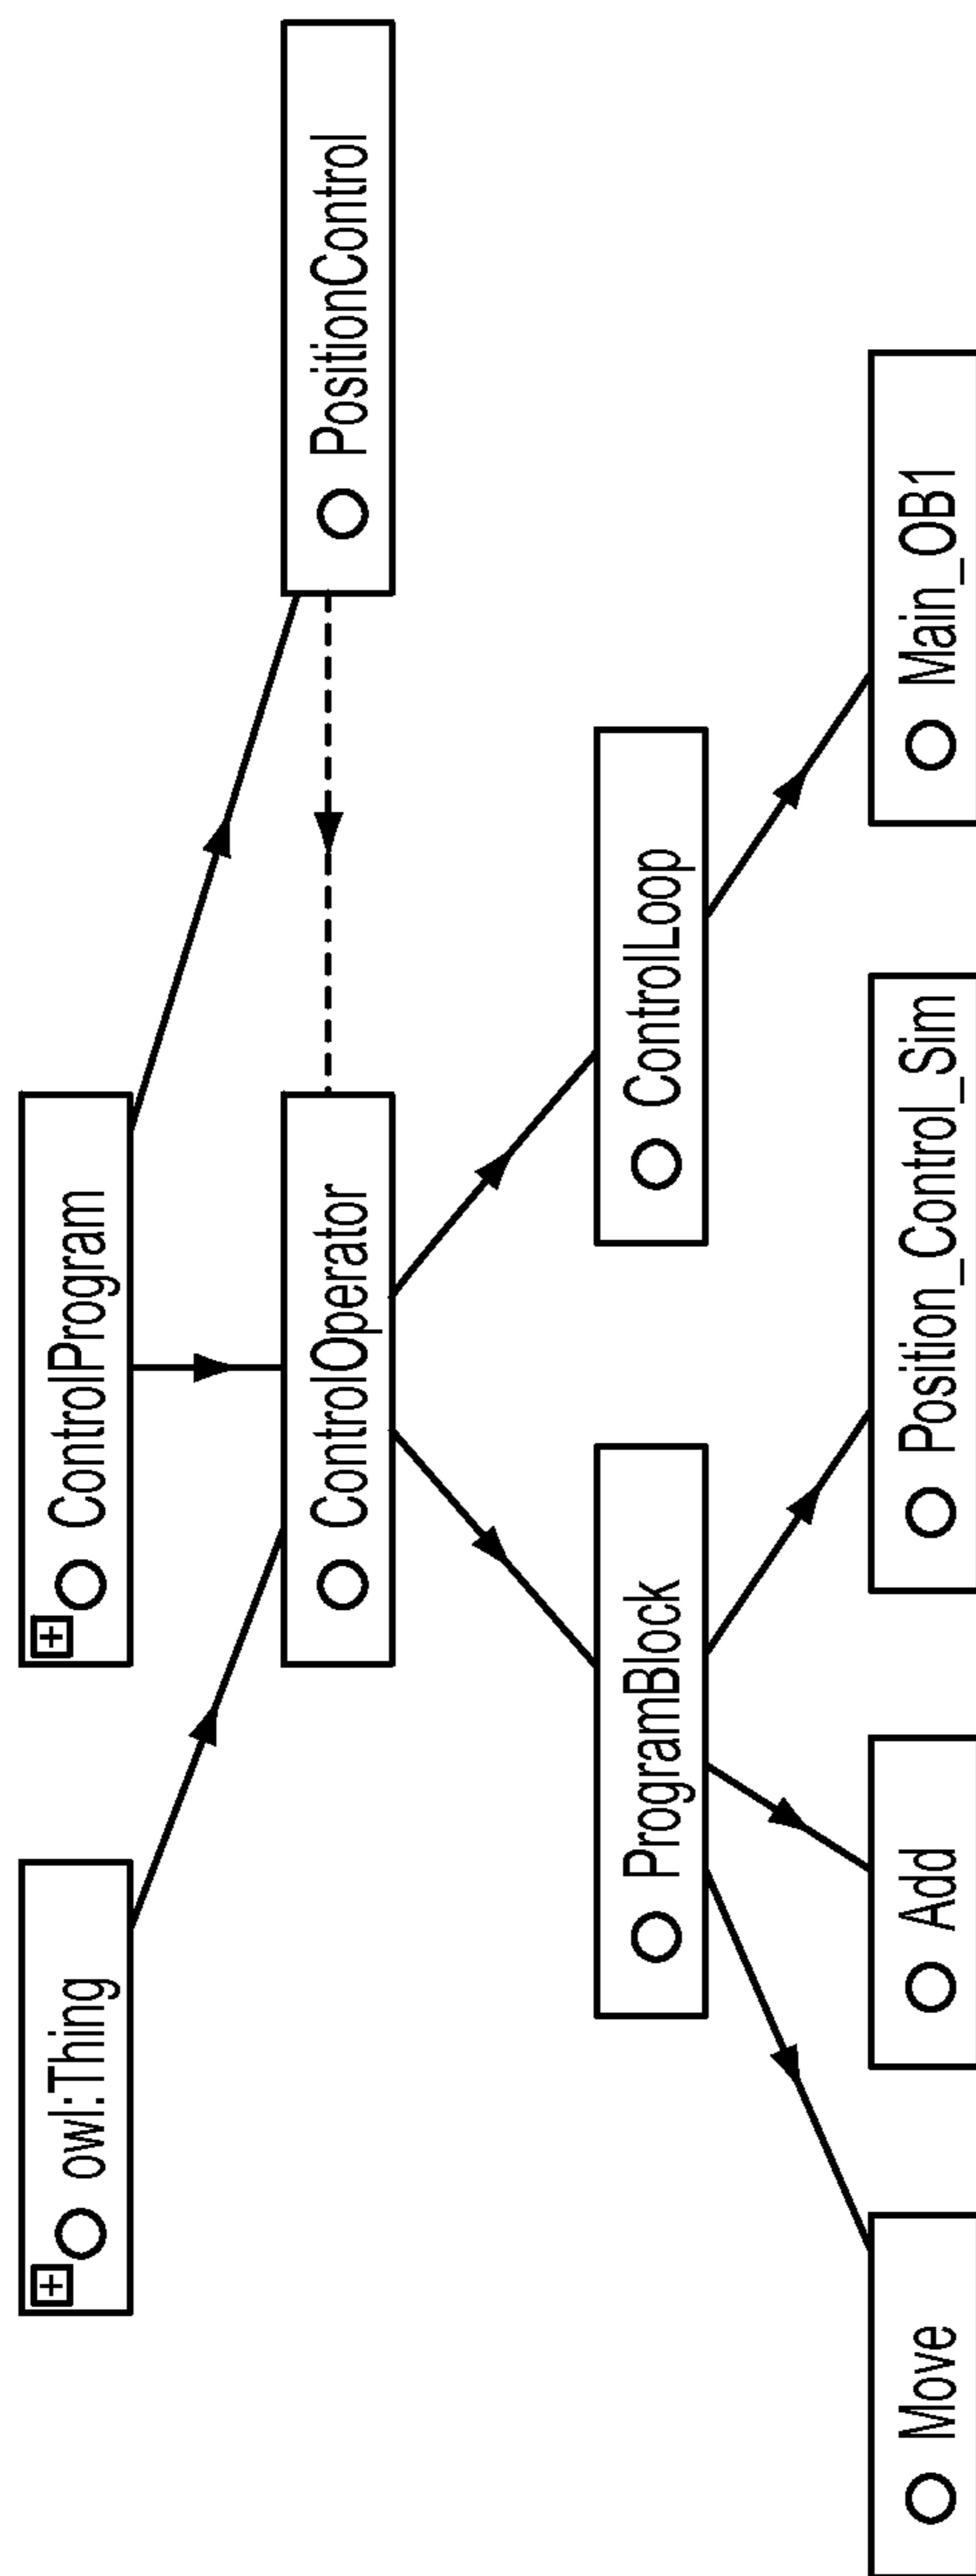 owl:Thing
ControlProgram
ControlOperator
PositionControl
ProgramBlock
ControlLoop
Move
Add
Position_Control_Sim
Main_OB1